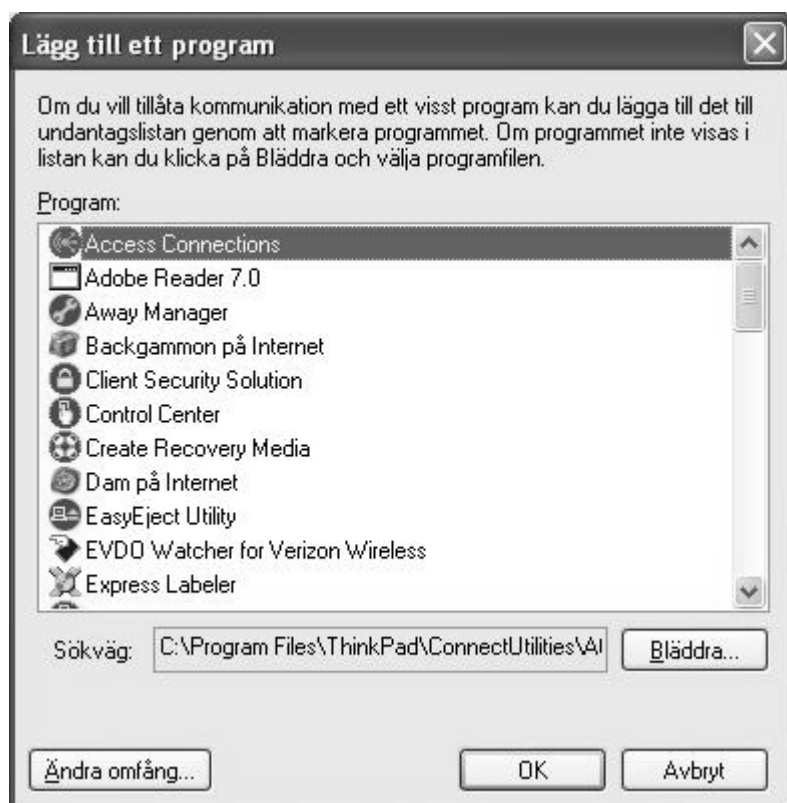 Lägg till ett program
Om du vill tillåta kommunikation med ett visst program kan du lägga till det till
undantagslistan genom att markera programmet. Om programmet inte visas i
listan kan du klicka på Bläddra och välja programfilen.
Program:
Access Connections
Adobe Reader 7.0
Away Manager
Backgammon på Internet
Client Security Solution
Control Center
Create Recovery Media
Dam på Internet
EasyEject Utility
EVDO Watcher for Verizon Wireless
Express Labeler
Sökväg: C:\Program Files\ThinkPad\ConnectUtilities\ Bläddra...
Ändra omfång... OK Avbryt